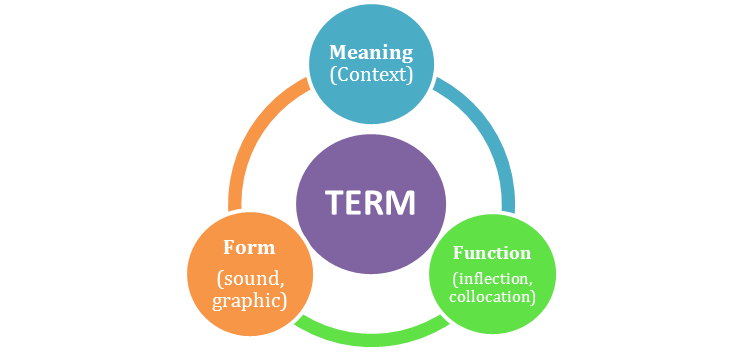 Meaning
(Context)
TERM
Form
(sound,
graphic)
Function
(inflection,
collocation)